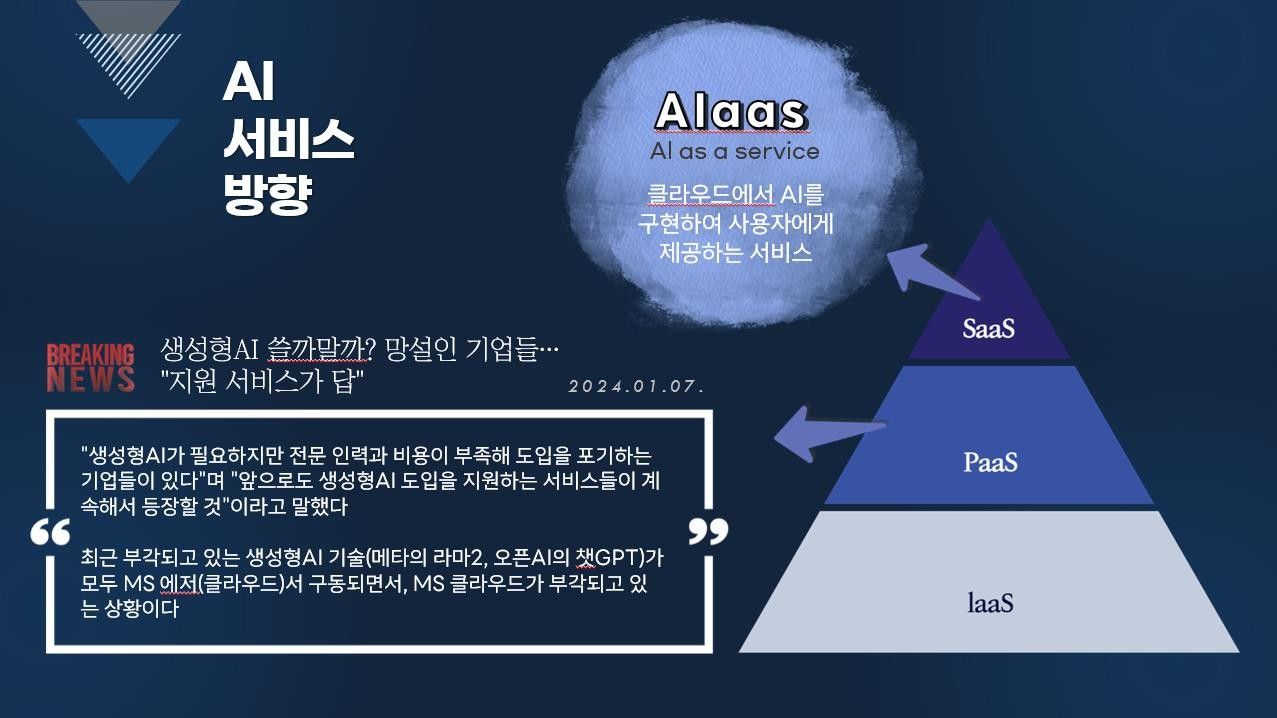 AI
서비스
방향
AIaas
AI as a service
클라우드에서 AI를
구현하여 사용자에게
제공하는 서비스
BREAKING
NEWS
생성형AI 쓸까말까? 망설인 기업들…
"지원 서비스가 답"
2024.01.07.
"생성형AI가 필요하지만 전문 인력과 비용이 부족해 도입을 포기하는
기업들이 있다"며 "앞으로도 생성형AI 도입을 지원하는 서비스들이 계
속해서 등장할 것"이라고 말했다
최근 부각되고 있는 생성형AI 기술(메타의 라마2, 오픈AI의 챗GPT)가
모두 MS 에저(클라우드)서 구동되면서, MS 클라우드가 부각되고 있
는 상황이다
SaaS
PaaS
laaS